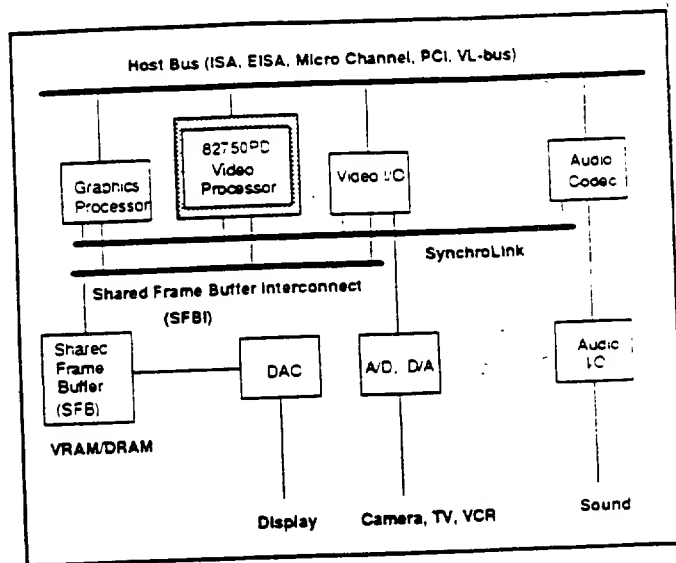 Host Bus (ISA, EISA, Micro Channel, PCI, VL-bus)
82750PD
Video
Processor
Graphics
Processor
Video I/O
Audio
Codec
SynchroLink
Shared Frame Buffer Interconnect
(SFBI)
Shared
Frame
Buffer
(SFB)
DAC
A/D, D/A
Audio
I/O
VRAM/DRAM
Display
Camera, TV, VCR
Sound